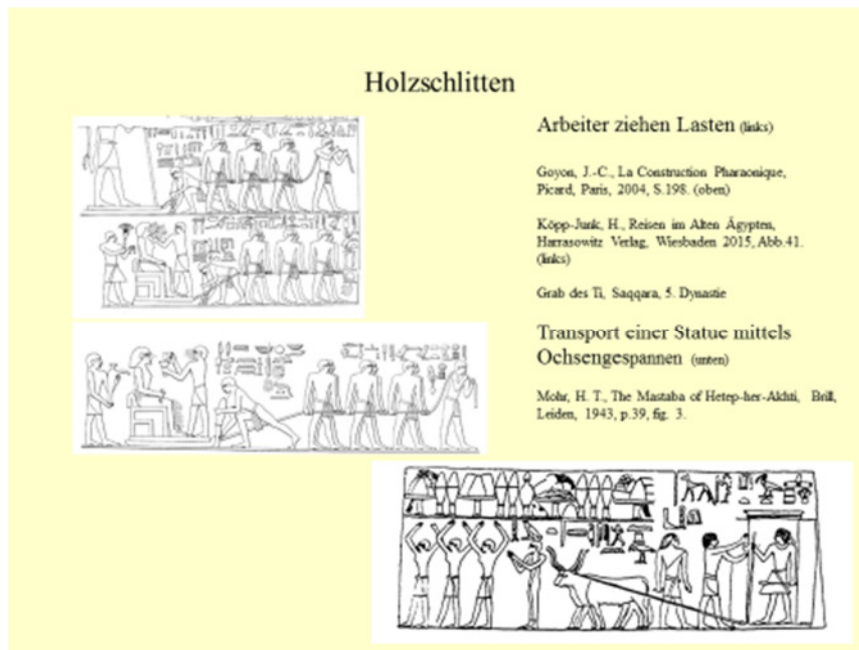 Holzschlitten
Arbeiter ziehen Lasten (links)
Goyon, J.-C., La Construction Pharaonique,
Picard, Paris, 2004, S.198. (oben)
Köpp-Junk, H., Reisen im Alten Ägypten,
Harrasowitz Verlag, Wiesbaden 2015, Abb.41.
(links)
Grab des Ti, Saqqara, 5. Dynastie
Transport einer Statue mittels
Ochsengespannen (unten)
Mohr, H. T., The Mastaba of Hetep-her-Akhti, Brill,
Leiden, 1943, p.39, fig. 3.